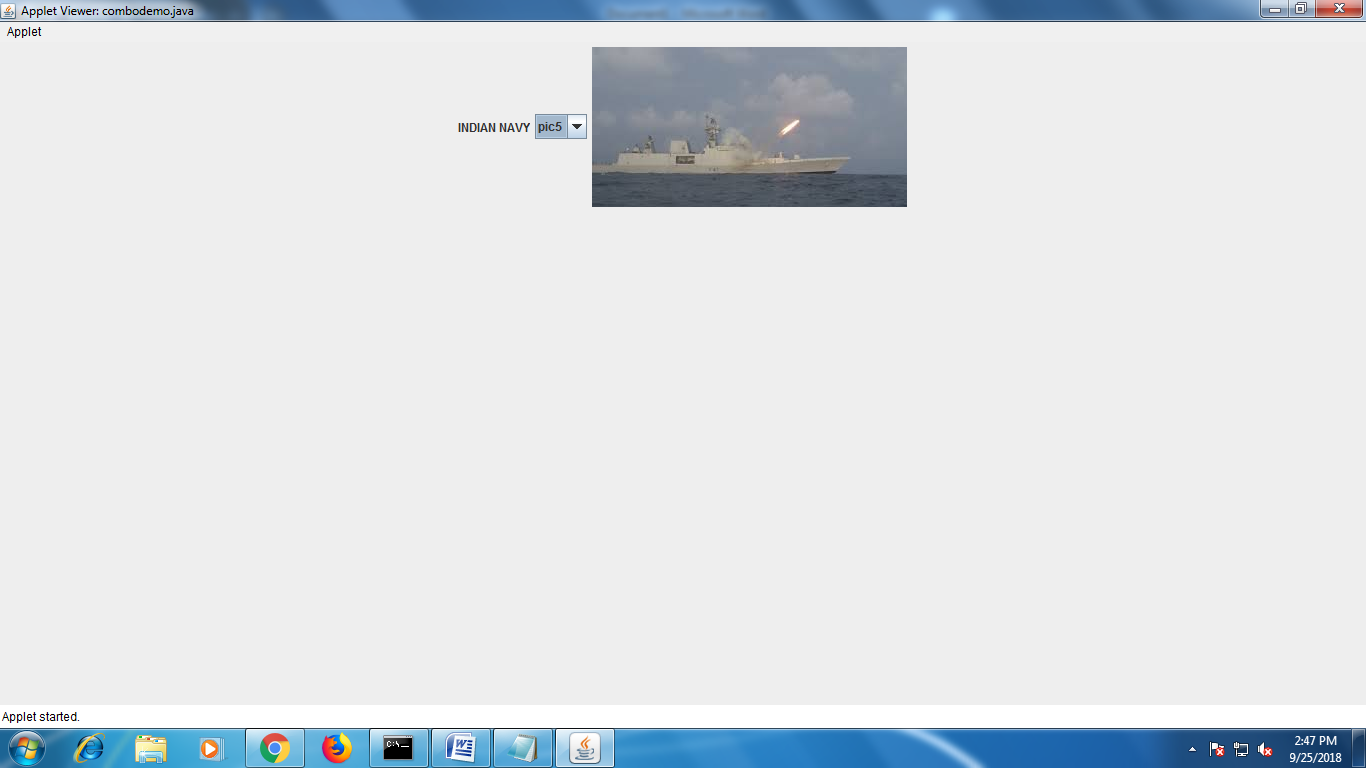 Applet Viewer: combodemo.java
Applet
INDIAN NAVY pic5
Applet started.
2:47 PM
9/25/2018